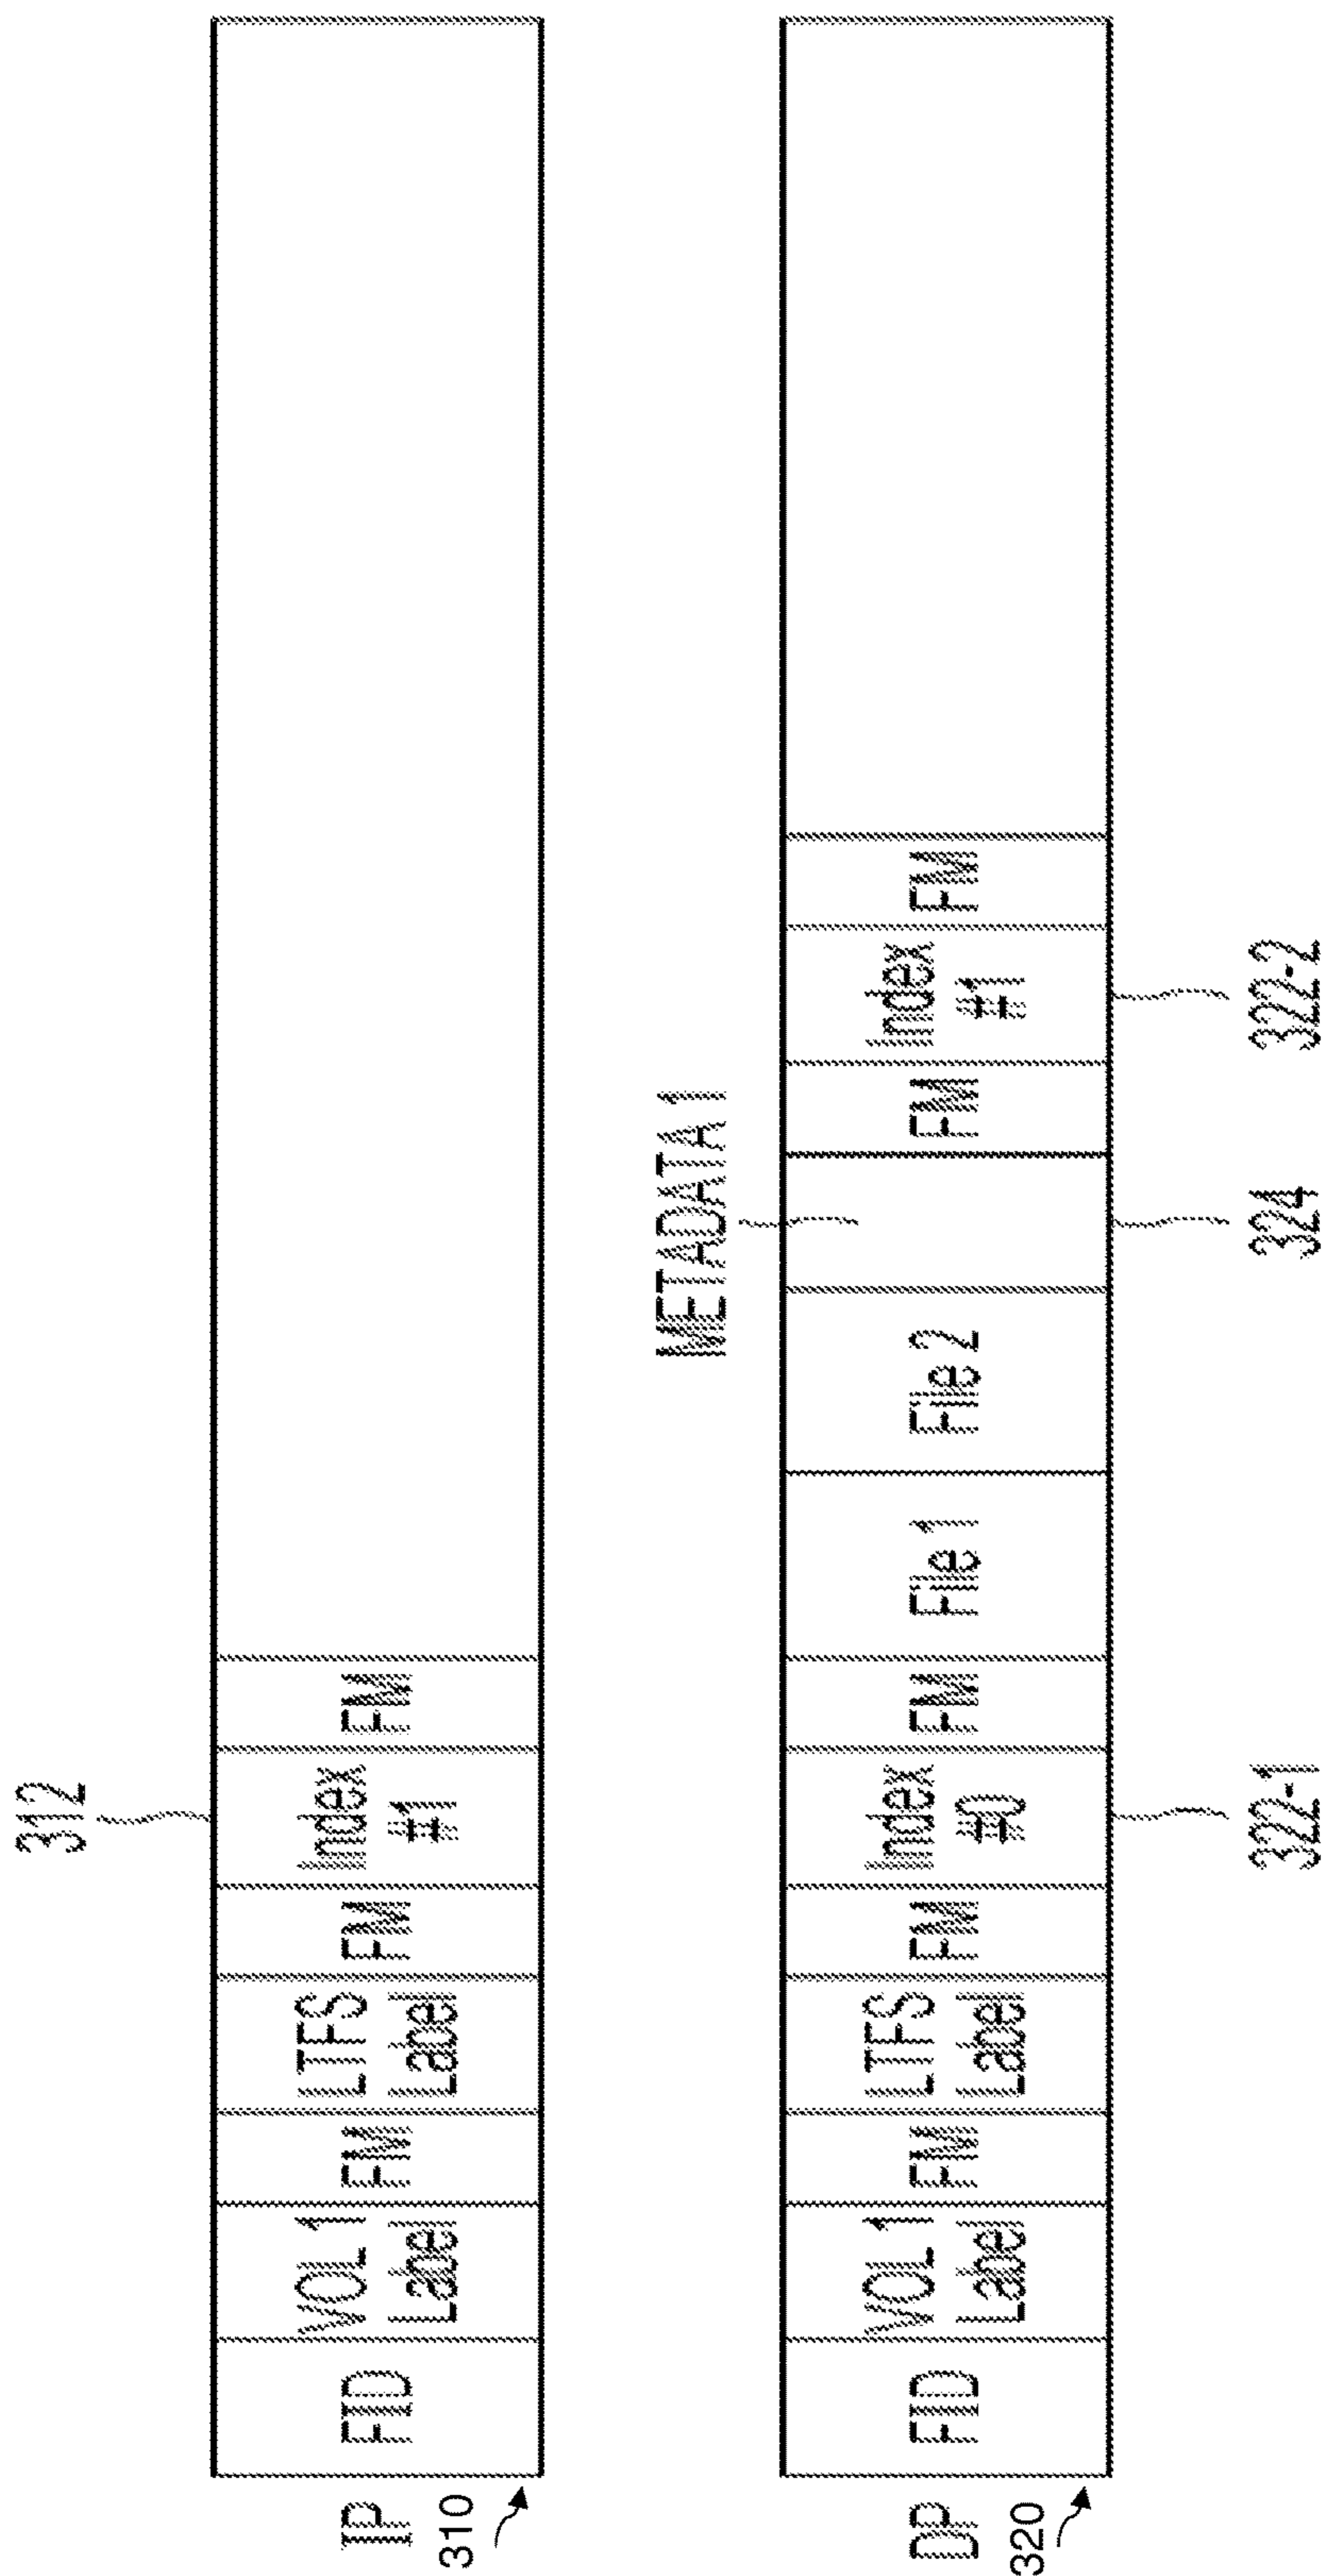 312
IP
310
FID
VOL 1
Label
FM
LTFS
Label
FM
Index
#1
FM
METADATA 1
DP
320
FID
VOL 1
Label
FM
LTFS
Label
FM
Index
#0
FM
File 1
File 2
FM
Index
#1
FM
322-1
324
322-2